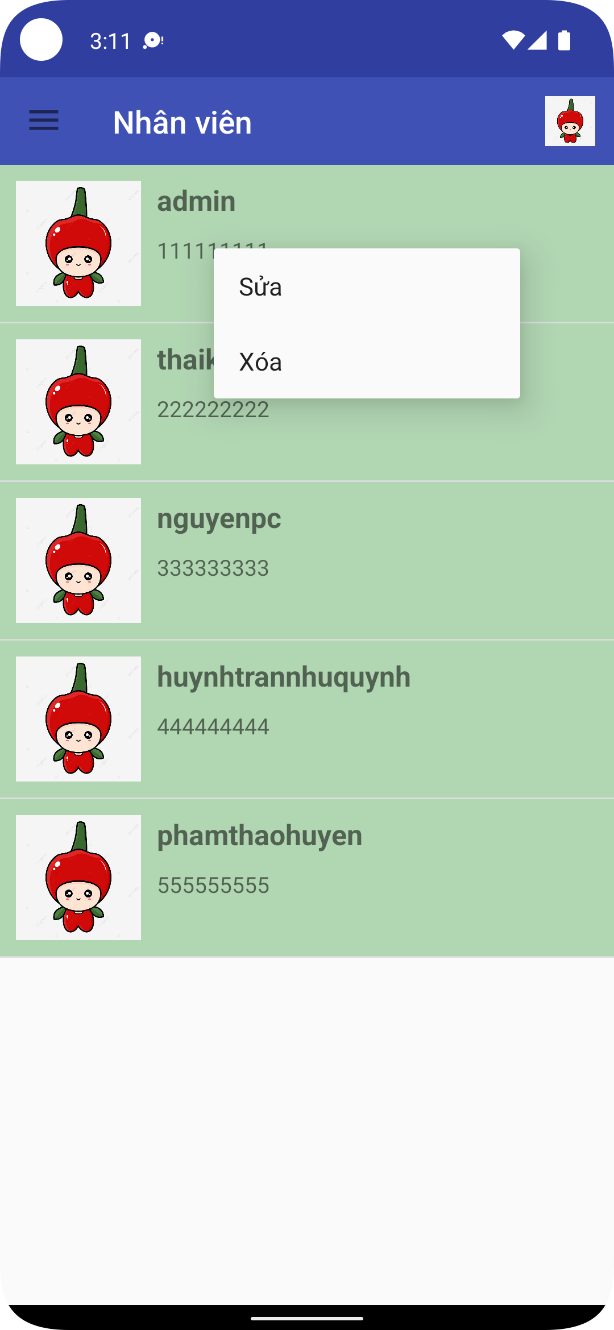 3:11
Nhân viên
admin
111111111
Sửa
Xóa
222222222
nguyenpc
333333333
huynhtrannhuquynh
444444444
phamthaohuyen
555555555